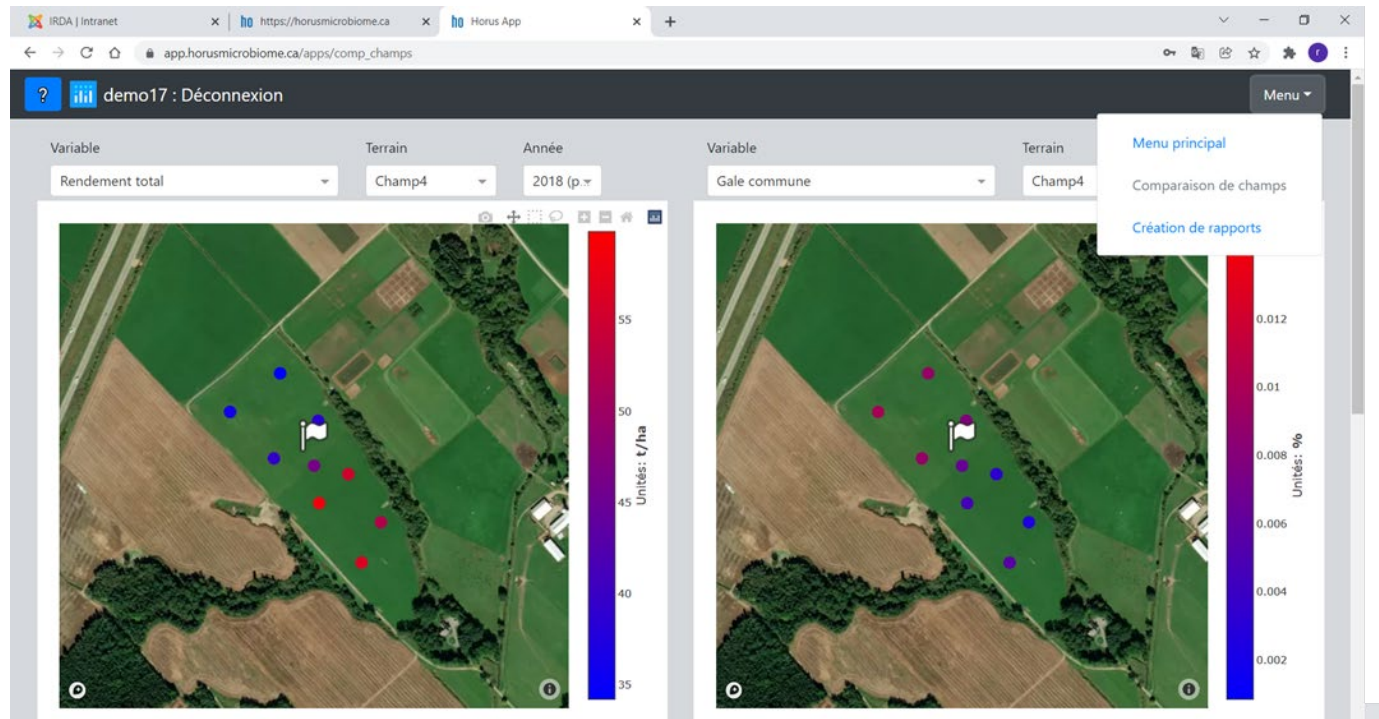 IRDA | Intranet
ho https://horusmicrobiome.ca
ho Horus App
app.horusmicrobiome.ca/apps/comp_champs
r
? demo17 : Déconnexion
Menu
Menu principal
Comparaison de champs
Création de rapports
Variable
Terrain
Année
Rendement total
Champ4
2018 (p...
55
50
45
40
35
Unités: t/ha
Variable
Terrain
Gale commune
Champ4
0.012
0.01
0.008
0.006
0.004
0.002
Unités: %